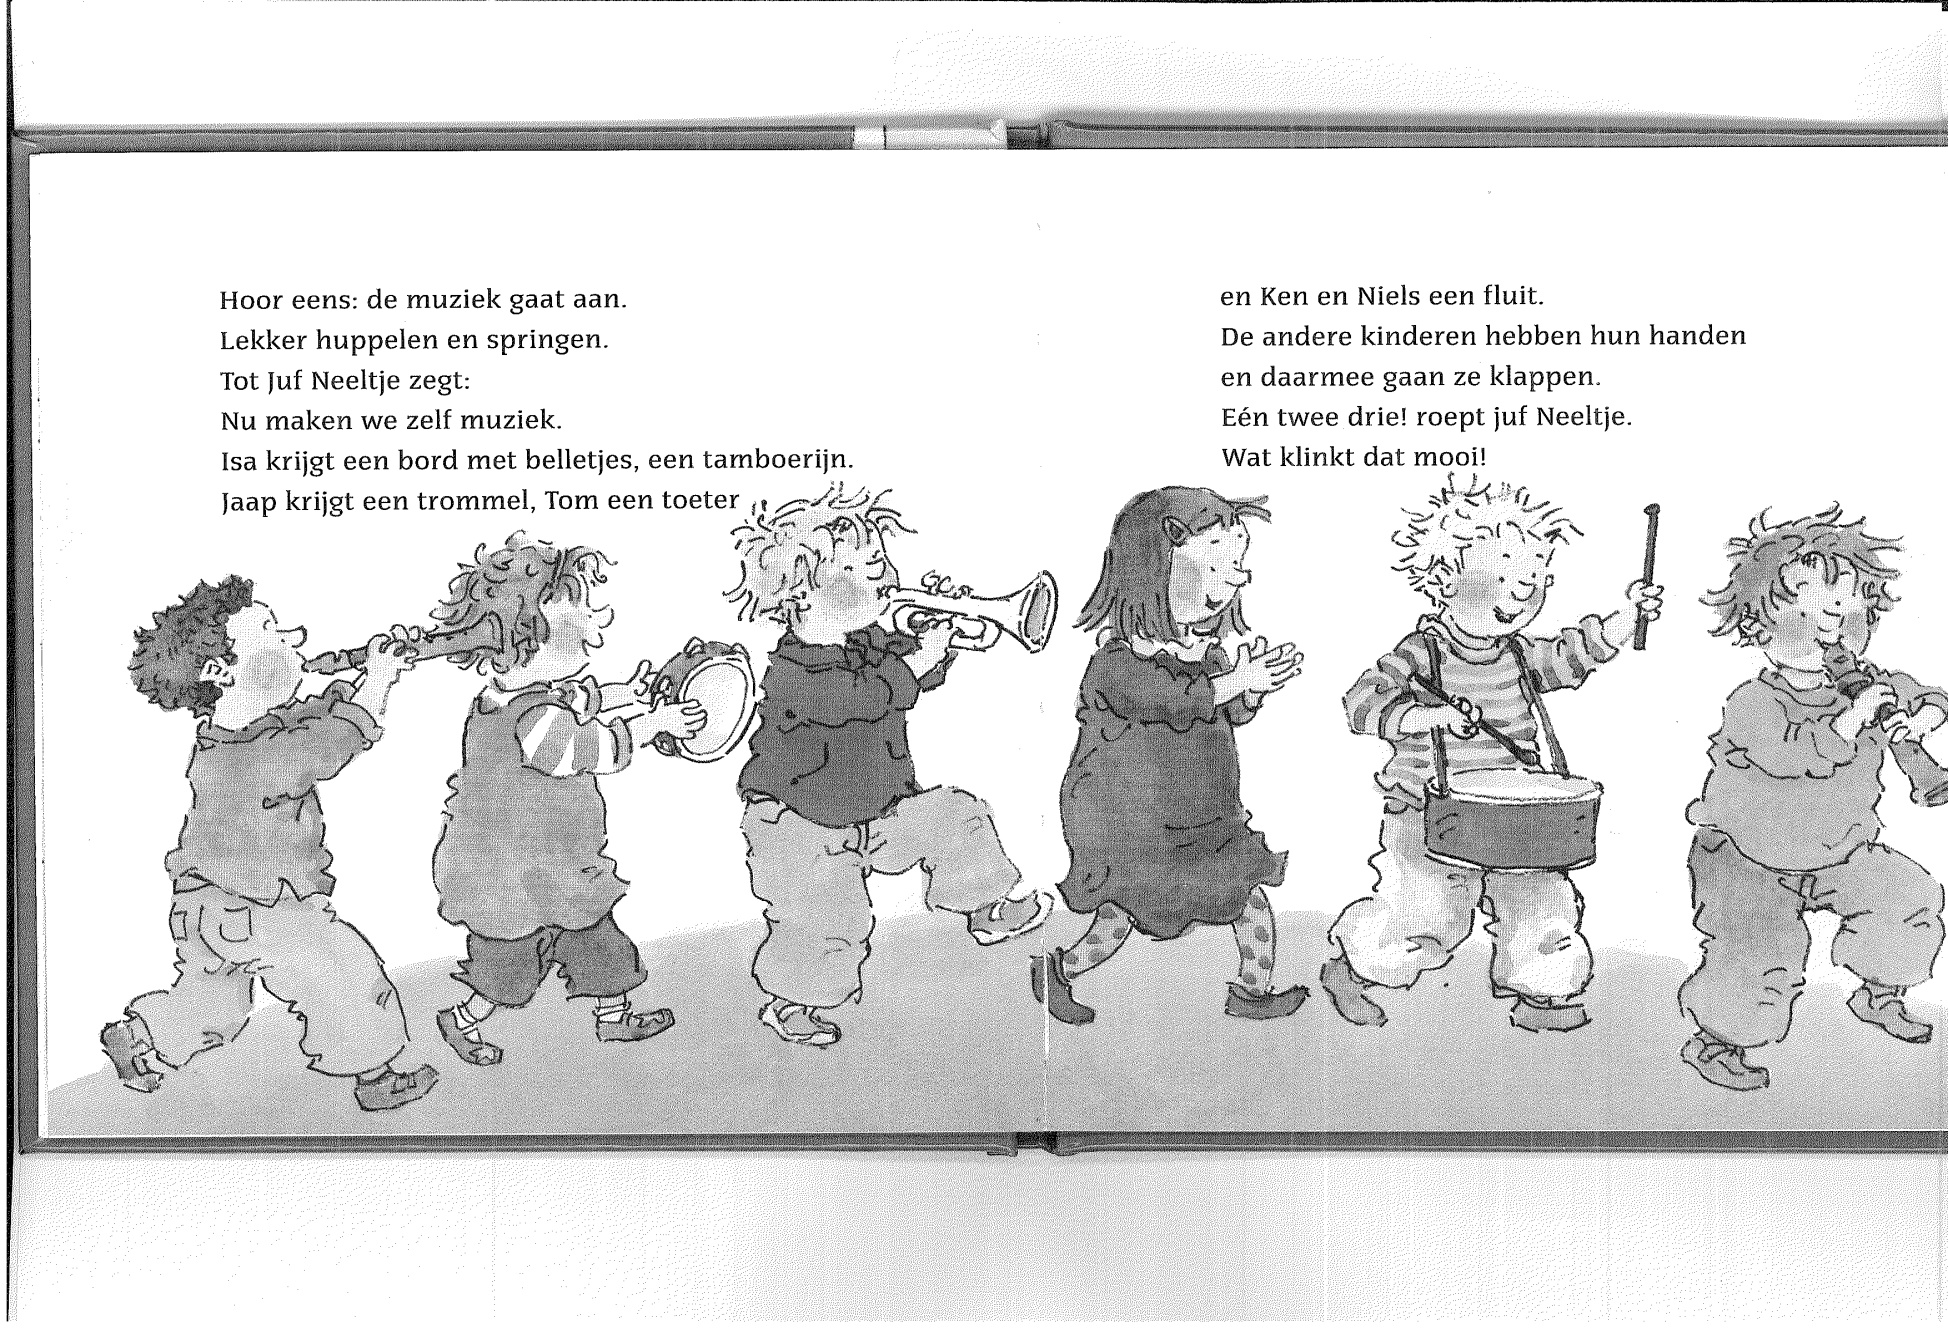 Hoor eens: de muziek gaat aan.
Lekker huppelen en springen.
Tot Juf Neeltje zegt:
Nu maken we zelf muziek.
Isa krijgt een bord met belletjes, een tamboerijn.
Jaap krijgt een trommel, Tom een toeter
en Ken en Niels een fluit.
De andere kinderen hebben hun handen
en daarmee gaan ze klappen.
Eén twee drie! roept juf Neeltje.
Wat klinkt dat mooi!